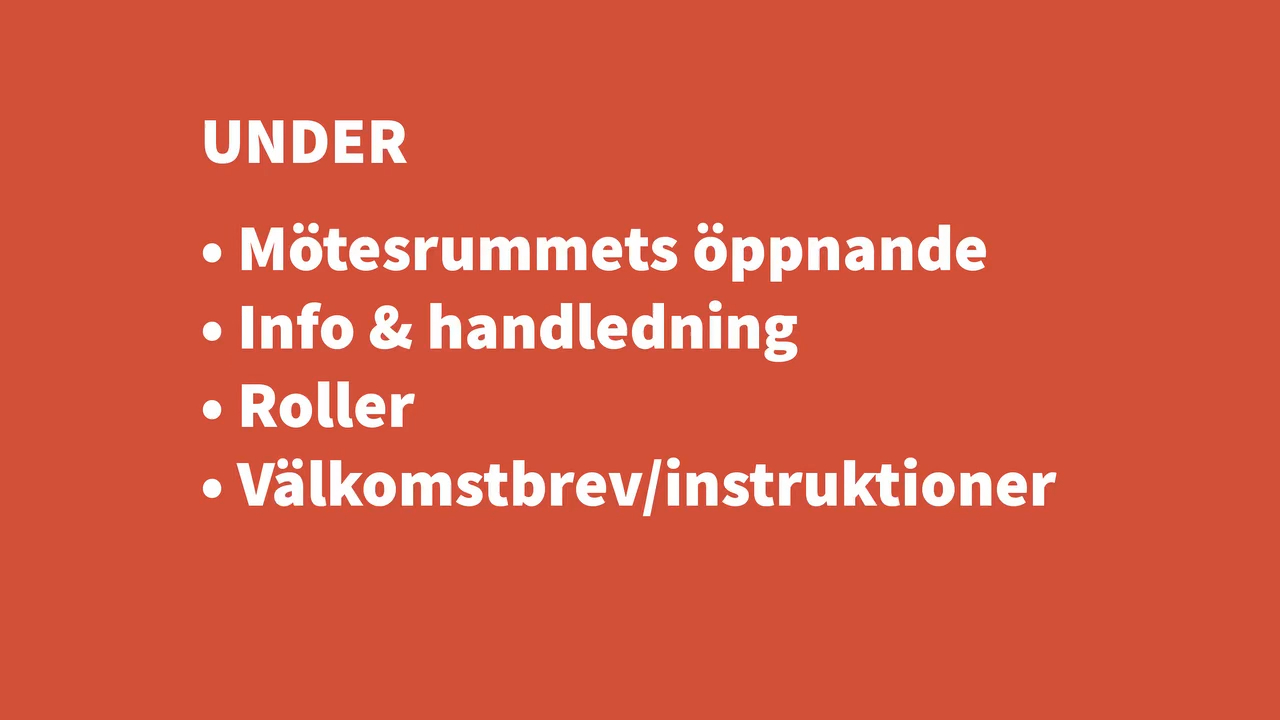 UNDER
• Mötesrummets öppnande
• Info & handledning
• Roller
• Välkomstbrev/instruktioner